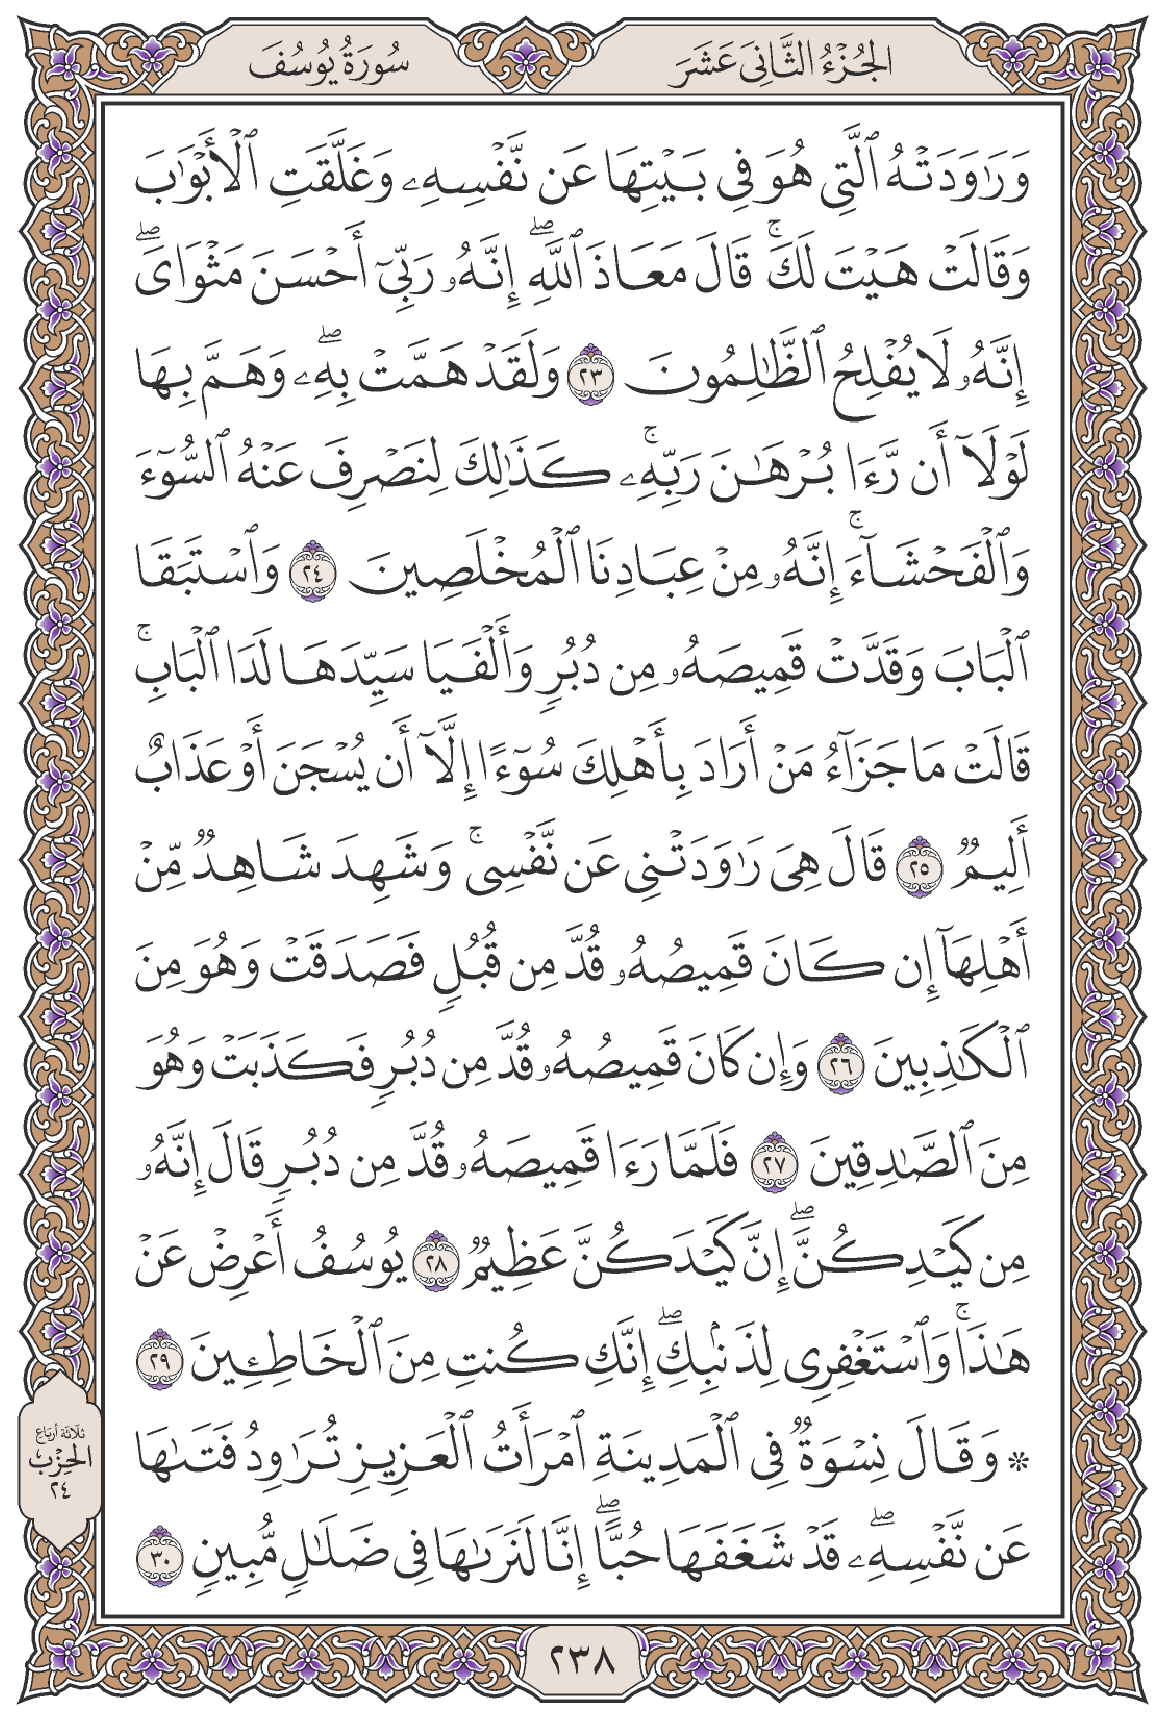 الجُزْءُ الثَّانِيَ عَشَرَ
سُورَةُ يُوسُفَ
وَرَٰوَدَتْهُ ٱلَّتِى هُوَ فِى بَيْتِهَا عَن نَّفْسِهِۦ وَغَلَّقَتِ ٱلْأَبْوَٰبَ
وَقَالَتْ هَيْتَ لَكَ ۚ قَالَ مَعَاذَ ٱللَّهِ ۖ إِنَّهُۥ رَبِّىٓ أَحْسَنَ مَثْوَاىَ ۖ
إِنَّهُۥ لَا يُفْلِحُ ٱلظَّٰلِمُونَ ٢٣ وَلَقَدْ هَمَّتْ بِهِۦ ۖ وَهَمَّ بِهَا
لَوْلَآ أَن رَّءَا بُرْهَٰنَ رَبِّهِۦ ۚ كَذَٰلِكَ لِنَصْرِفَ عَنْهُ ٱلسُّوٓءَ
وَٱلْفَحْشَآءَ ۚ إِنَّهُۥ مِنْ عِبَادِنَا ٱلْمُخْلَصِينَ ٢٤ وَٱسْتَبَقَا
ٱلْبَابَ وَقَدَّتْ قَمِيصَهُۥ مِن دُبُرٍ وَأَلْفَيَا سَيِّدَهَا لَدَا ٱلْبَابِ ۚ
قَالَتْ مَا جَزَآءُ مَنْ أَرَادَ بِأَهْلِكَ سُوٓءًا إِلَّآ أَن يُسْجَنَ أَوْ عَذَابٌ
أَلِيمٌ ٢٥ قَالَ هِىَ رَٰوَدَتْنِى عَن نَّفْسِى ۚ وَشَهِدَ شَاهِدٌ مِّنْ
أَهْلِهَآ إِن كَانَ قَمِيصُهُۥ قُدَّ مِن قُبُلٍ فَصَدَقَتْ وَهُوَ مِنَ
ٱلْكَٰذِبِينَ ٢٦ وَإِن كَانَ قَمِيصُهُۥ قُدَّ مِن دُبُرٍ فَكَذَبَتْ وَهُوَ
مِنَ ٱلصَّٰدِقِينَ ٢٧ فَلَمَّا رَءَا قَمِيصَهُۥ قُدَّ مِن دُبُرٍ قَالَ إِنَّهُۥ
مِن كَيْدِكُنَّ ۖ إِنَّ كَيْدَكُنَّ عَظِيمٌ ٢٨ يُوسُفُ أَعْرِضْ عَنْ
هَٰذَا ۚ وَٱسْتَغْفِرِى لِذَنۢبِكِ ۖ إِنَّكِ كُنتِ مِنَ ٱلْخَاطِـِٔينَ ٢٩
۞ وَقَالَ نِسْوَةٌ فِى ٱلْمَدِينَةِ ٱمْرَأَتُ ٱلْعَزِيزِ تُرَٰوِدُ فَتَىٰهَا
عَن نَّفْسِهِۦ ۖ قَدْ شَغَفَهَا حُبًّا ۖ إِنَّا لَنَرَىٰهَا فِى ضَلَٰلٍ مُّبِينٍ ٣٠
ثلاثة أرباع
الحِزْب
٢٤
٢٣٨